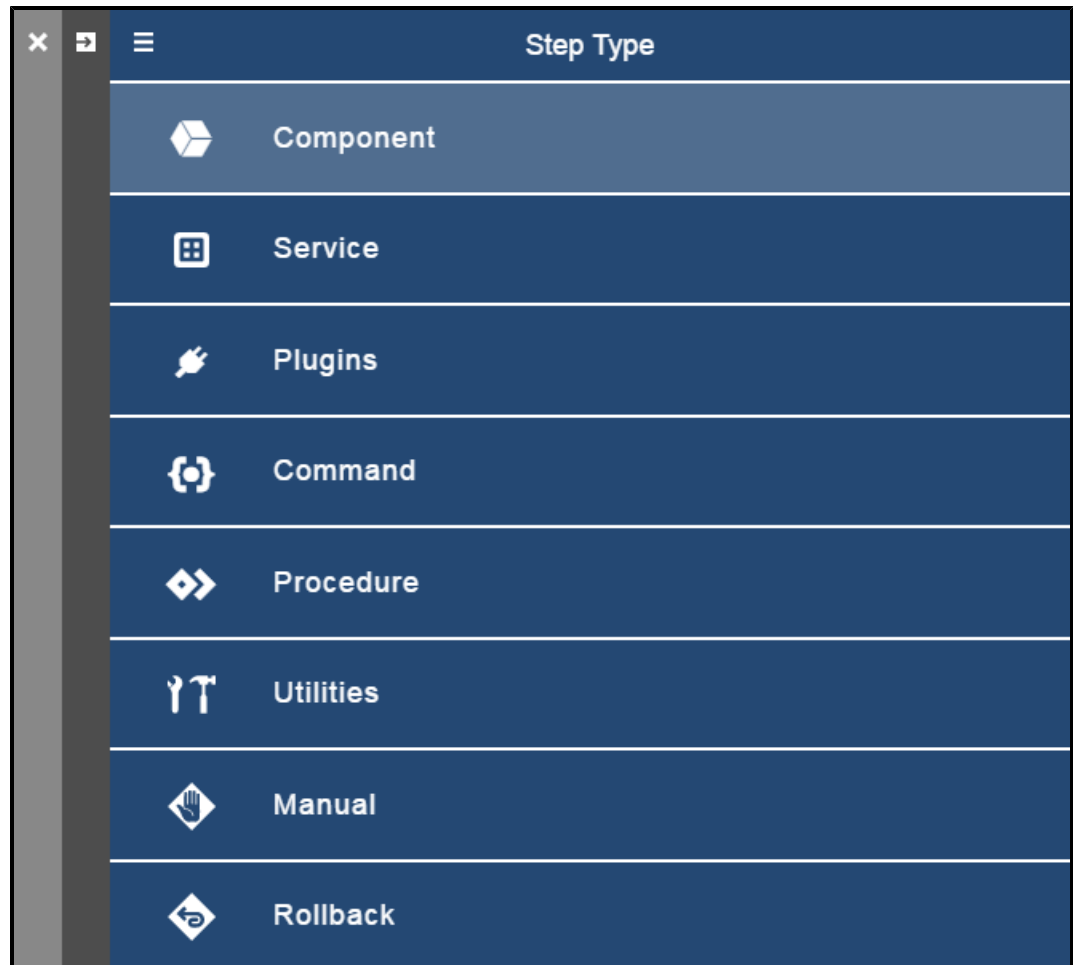 Step Type
Component
Service
Plugins
Command
Procedure
Utilities
Manual
Rollback